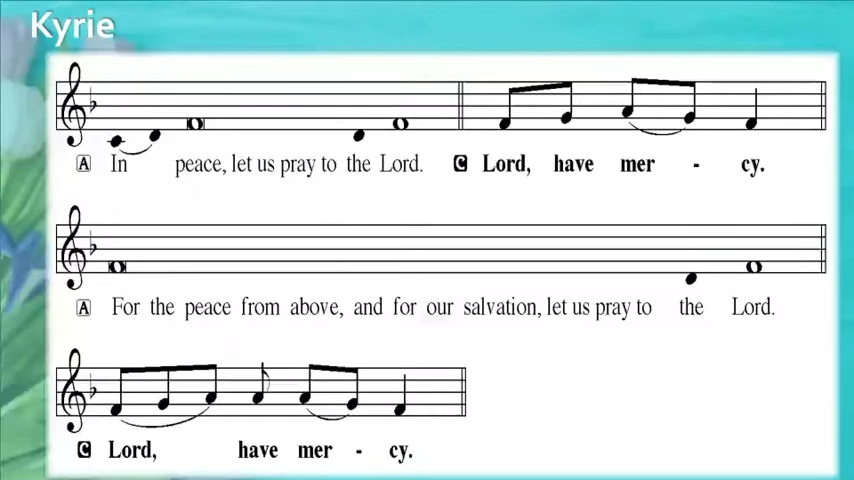 Kyrie
A In peace, let us pray to the Lord. C Lord, have mer - cy.
A For the peace from above, and for our salvation, let us pray to the Lord.
C Lord, have mer - cy.